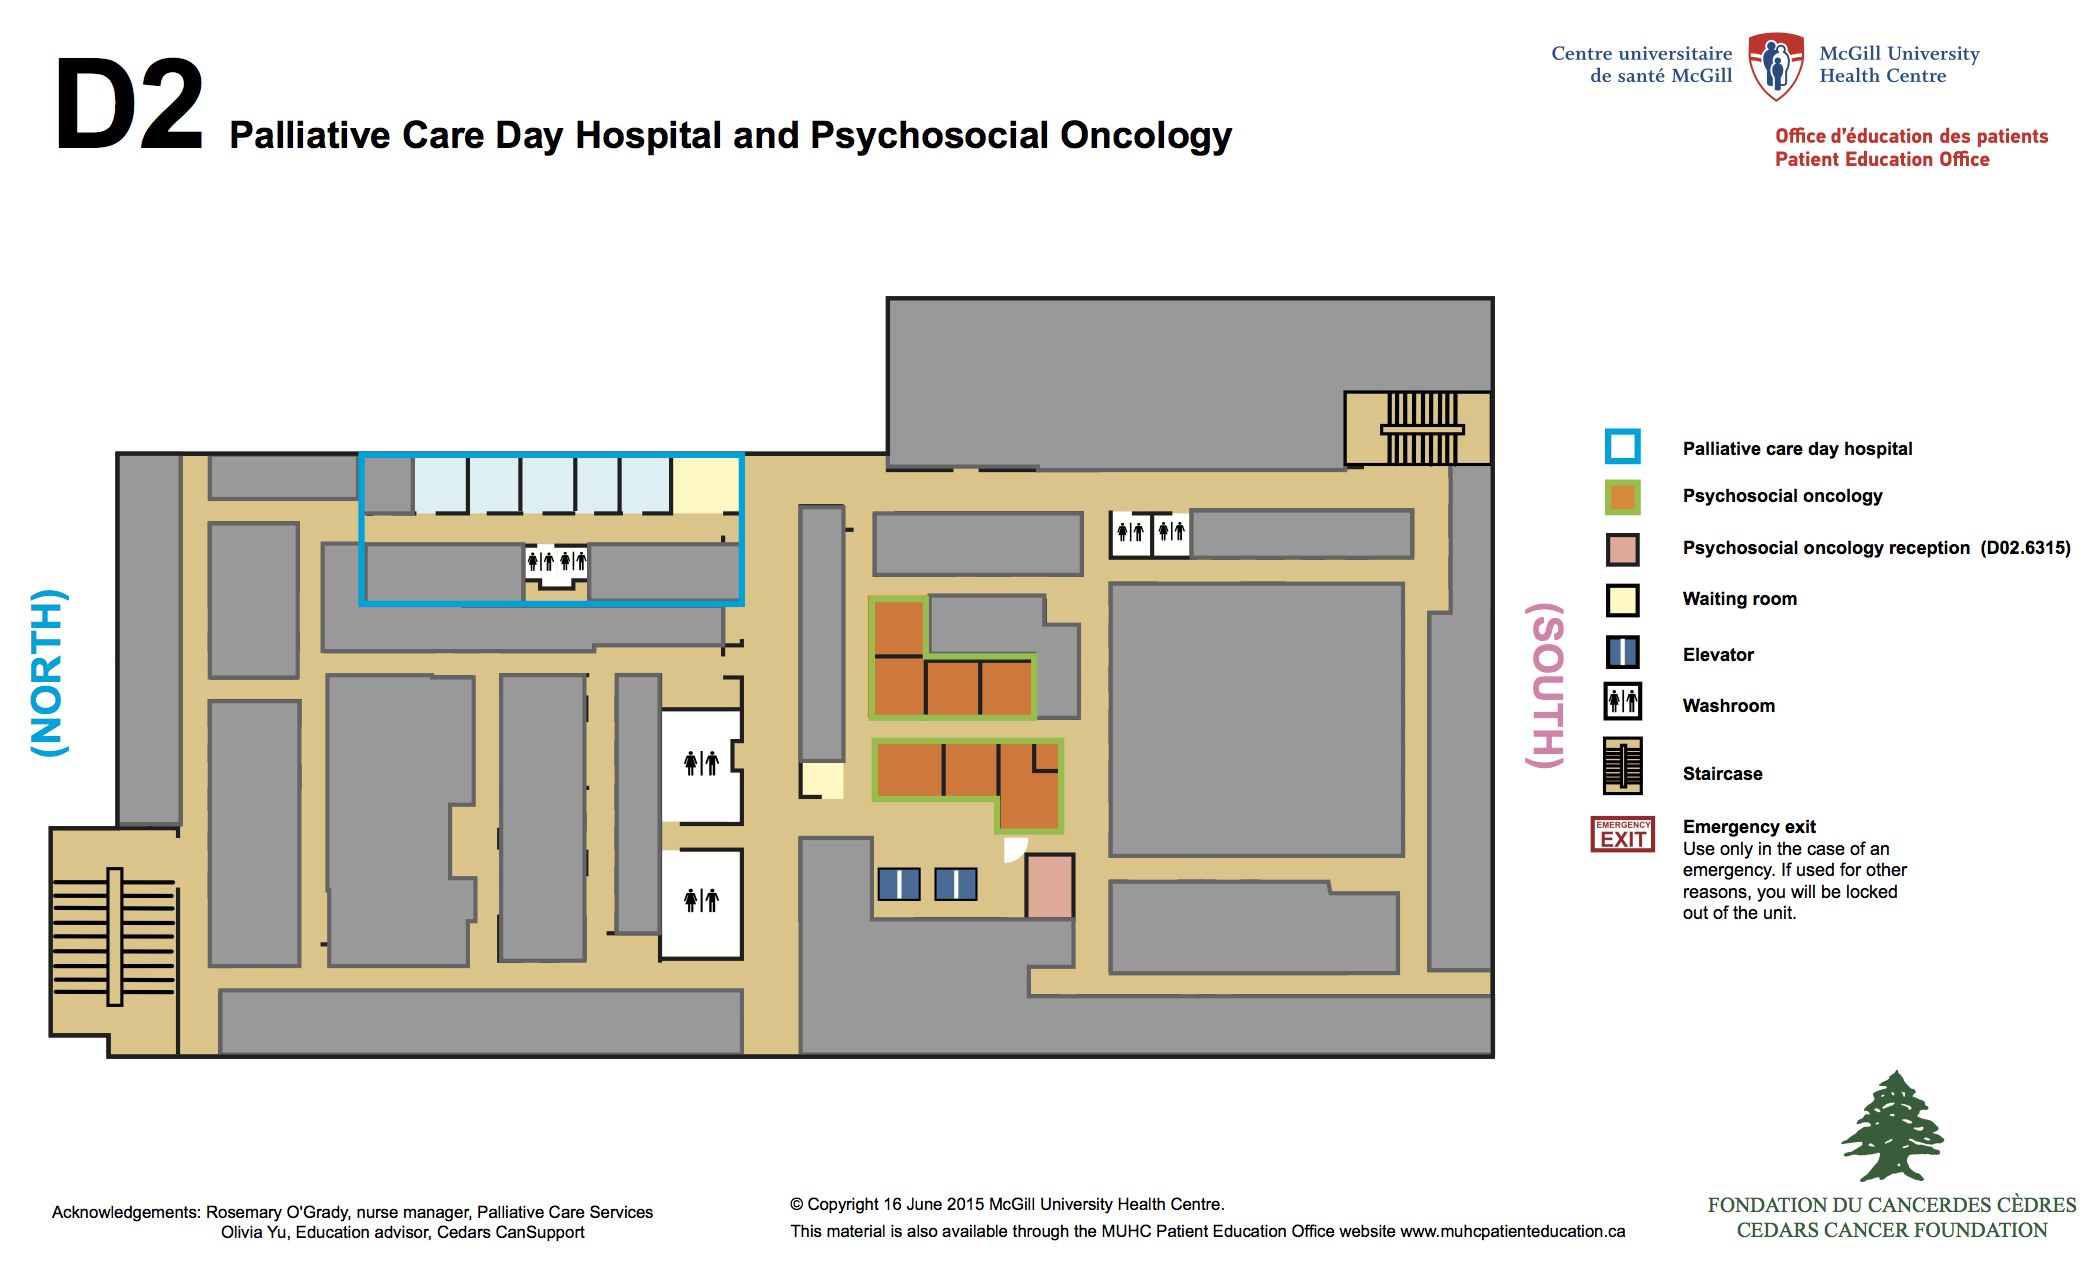 D2 Palliative Care Day Hospital and Psychosocial Oncology
Centre universitaire
de santé McGill
McGill University
Health Centre
Office d'éducation des patients
Patient Education Office
(NORTH)
(SOUTH)
Palliative care day hospital
Psychosocial oncology
Psychosocial oncology reception (D02.6315)
Waiting room
Elevator
Washroom
Staircase
EMERGENCY
EXIT
Emergency exit
Use only in the case of an
emergency. If used for other
reasons, you will be locked
out of the unit.
Acknowledgements: Rosemary O'Grady, nurse manager, Palliative Care Services
Olivia Yu, Education advisor, Cedars CanSupport
© Copyright 16 June 2015 McGill University Health Centre.
This material is also available through the MUHC Patient Education Office website www.muhcpatienteducation.ca
FONDATION DU CANCERDES CÈDRES
CEDARS CANCER FOUNDATION